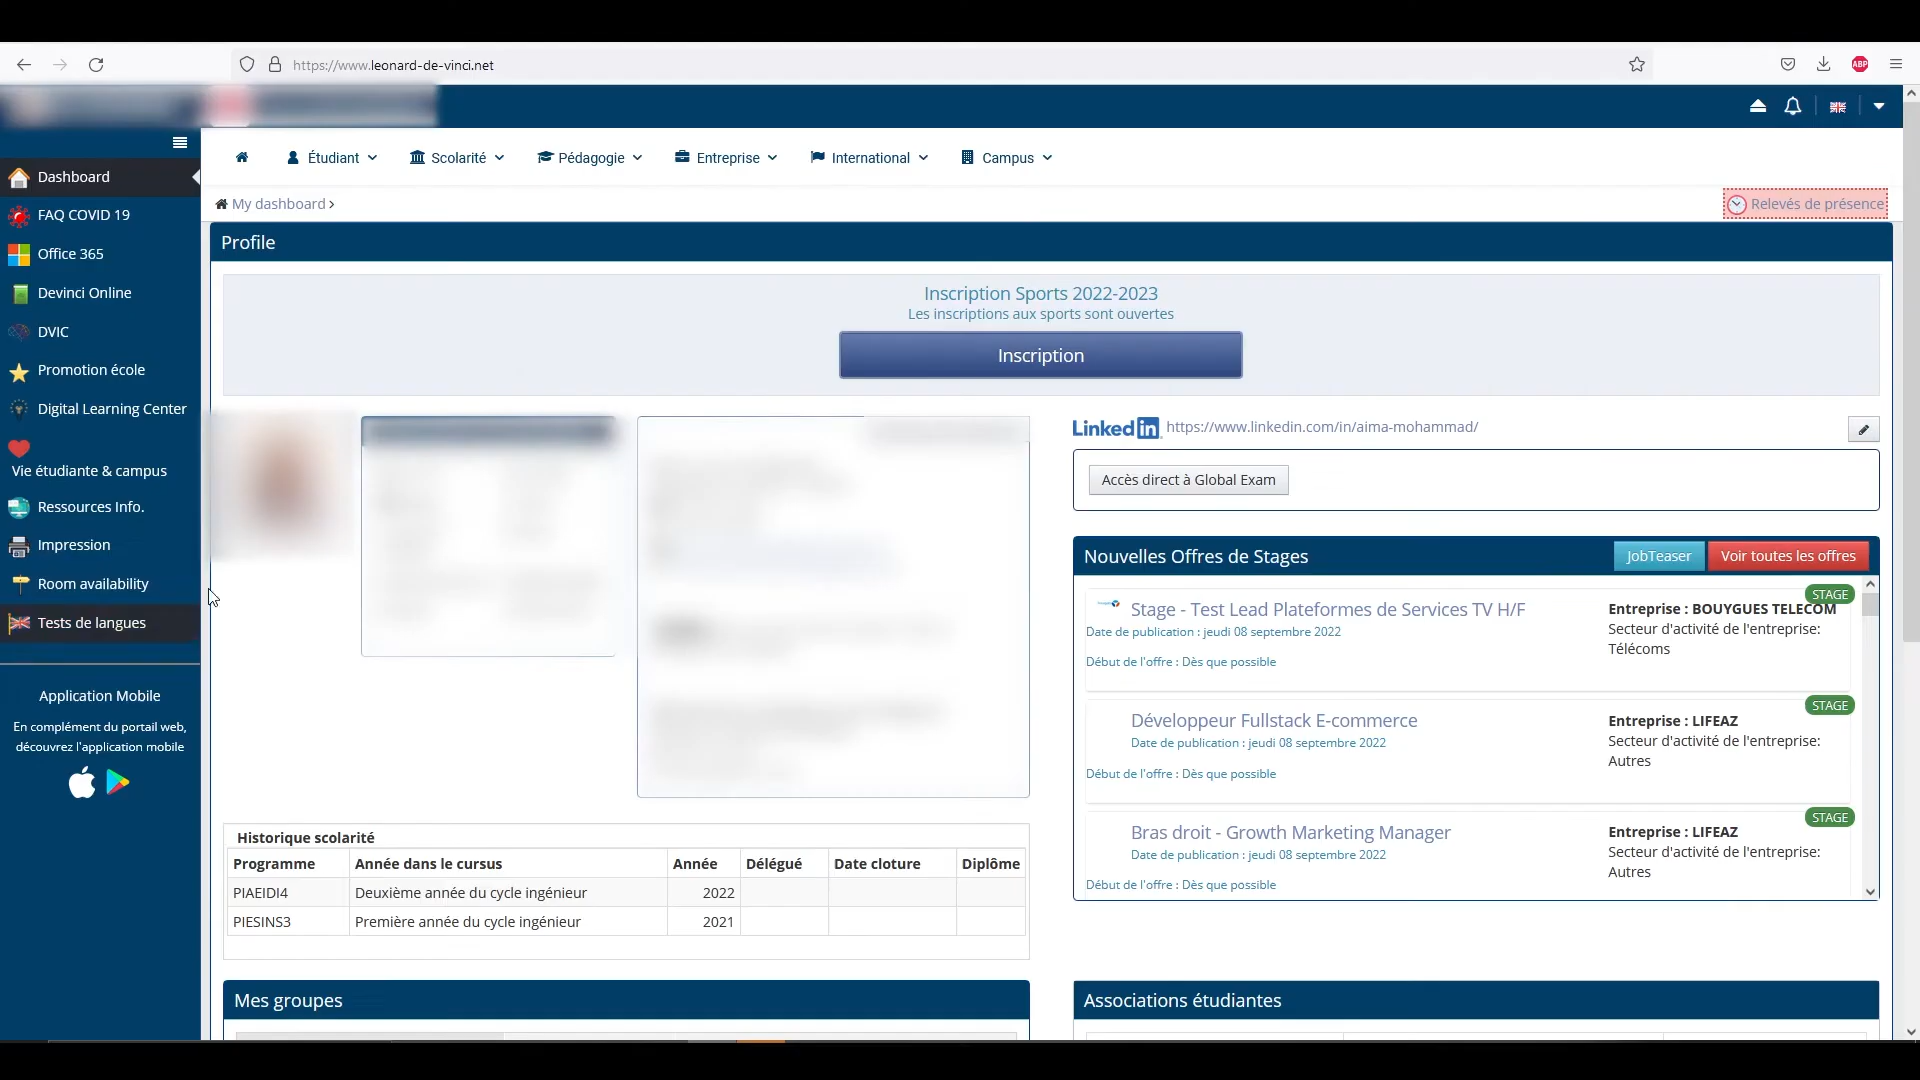 https://www.leonard-de-vinci.net
ABP
Étudiant
Scolarité
Pédagogie
Entreprise
International
Campus
Dashboard
FAQ COVID 19
Office 365
Devinci Online
DVIC
Promotion école
Digital Learning Center
Vie étudiante & campus
Ressources Info.
Impression
Room availability
Tests de langues
Application Mobile
En complément du portail web,
découvrez l'application mobile
My dashboard >
Relevés de présence
Profile
Inscription Sports 2022-2023
Les inscriptions aux sports sont ouvertes
Inscription
Linked in https://www.linkedin.com/in/aima-mohammad/
Accès direct à Global Exam
Nouvelles Offres de Stages
JobTeaser
Voir toutes les offres
STAGE
Stage - Test Lead Plateformes de Services TV H/F
Date de publication : jeudi 08 septembre 2022
Début de l'offre : Dès que possible
Entreprise : BOUYGUES TELECOM
Secteur d'activité de l'entreprise:
Télécoms
STAGE
Développeur Fullstack E-commerce
Date de publication : jeudi 08 septembre 2022
Début de l'offre : Dès que possible
Entreprise : LIFEAZ
Secteur d'activité de l'entreprise:
Autres
STAGE
Bras droit - Growth Marketing Manager
Date de publication : jeudi 08 septembre 2022
Début de l'offre : Dès que possible
Entreprise : LIFEAZ
Secteur d'activité de l'entreprise:
Autres
Historique scolarité
Programme Année dans le cursus Année Délégué Date cloture Diplôme
PIAEIDI4 Deuxième année du cycle ingénieur 2022
PIESINS3 Première année du cycle ingénieur 2021
Mes groupes
Associations étudiantes